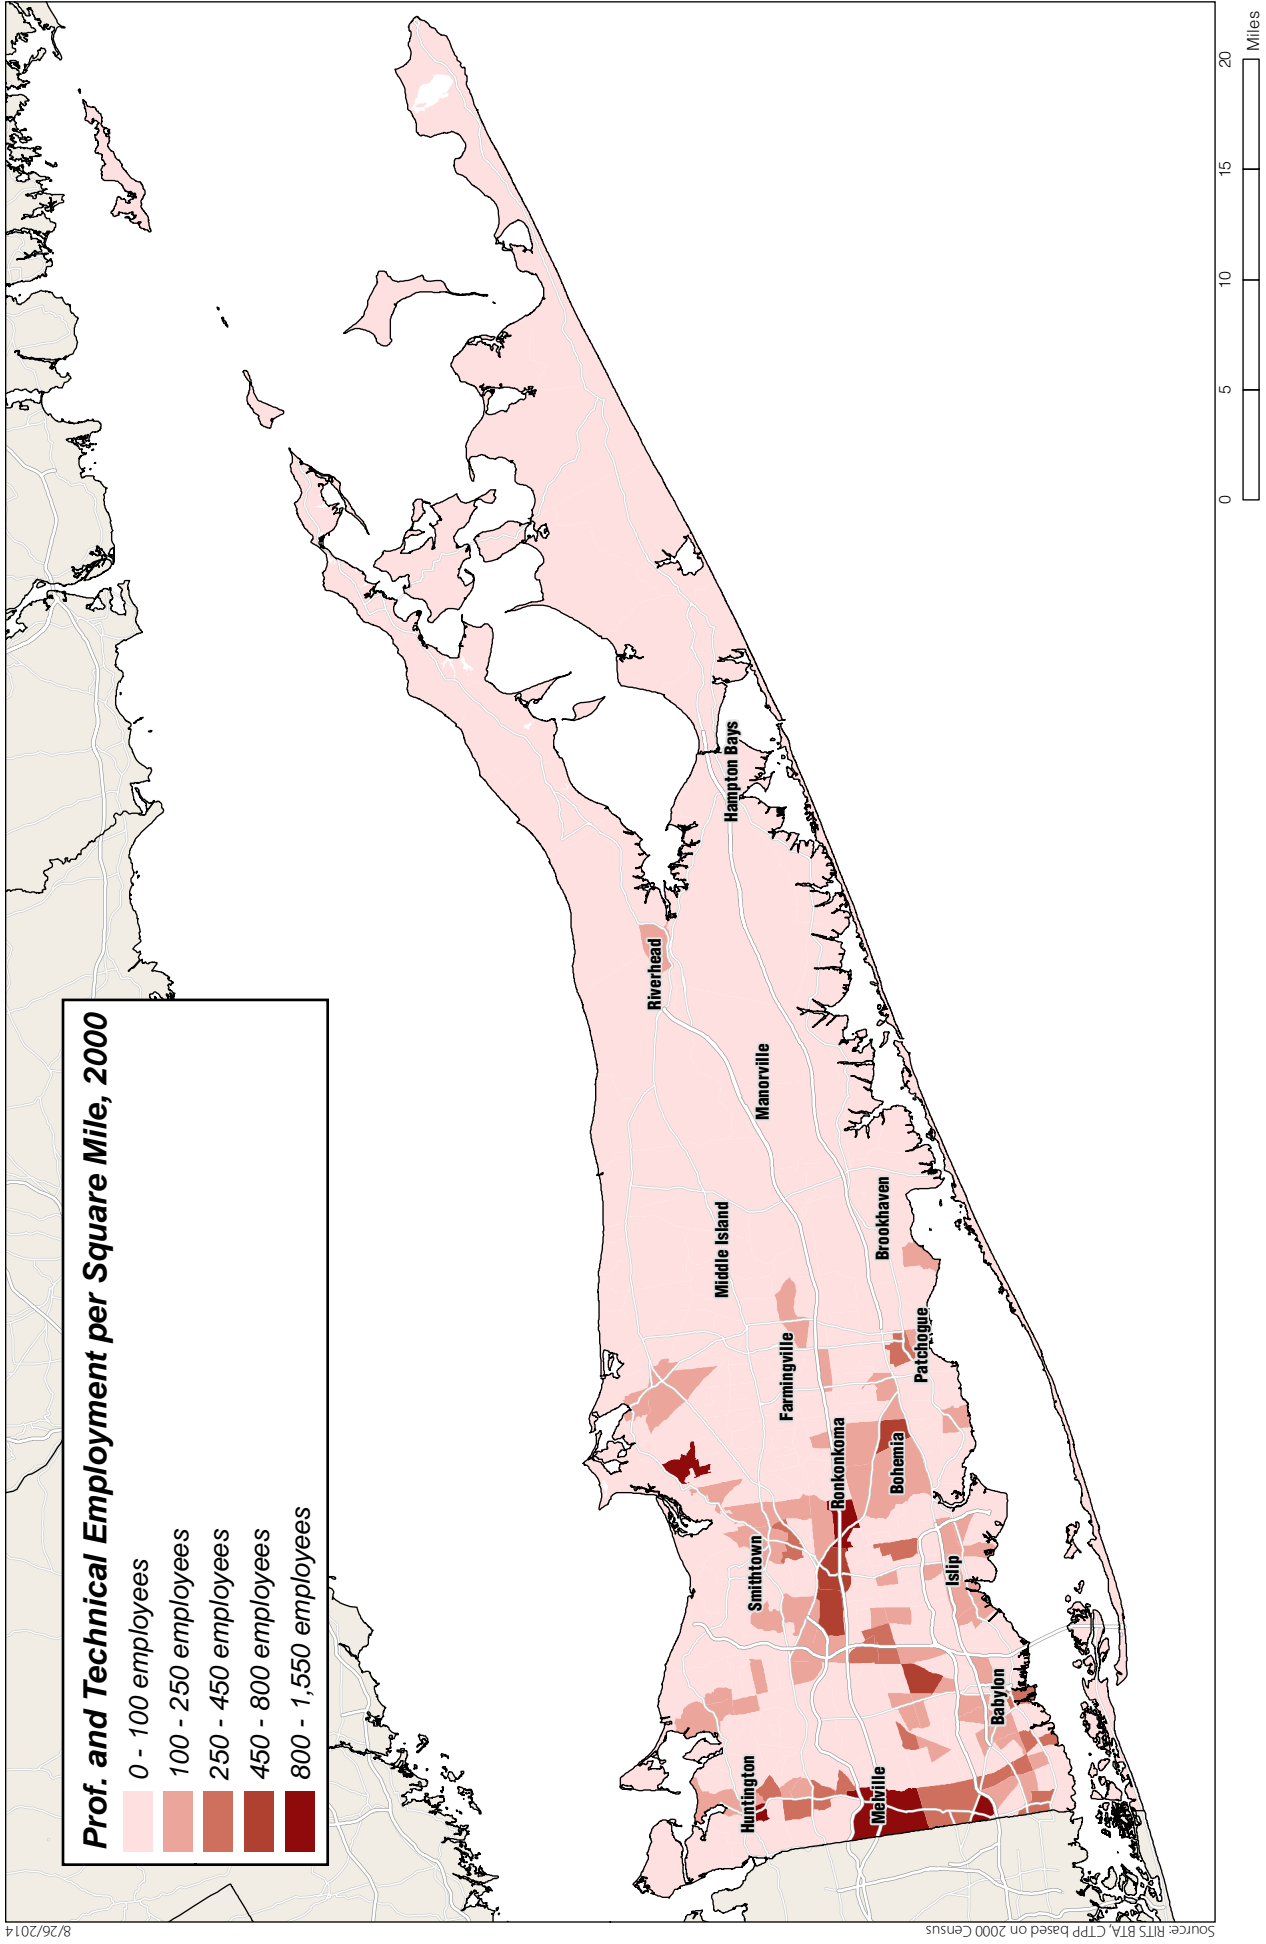 Prof. and Technical Employment per Square Mile, 2000
0 - 100 employees
100 - 250 employees
250 - 450 employees
450 - 800 employees
800 - 1,550 employees
Riverhead
Hampton Bays
Manorville
Middle Island
Brookhaven
Farmingville
Patchogue
Ronkonkoma
Bohemia
Smithtown
Islip
Huntington
Babylon
Melville
0 5 10 15 20
Miles
8/26/2014
Source: RITS BTA, CTPP based on 2000 Census